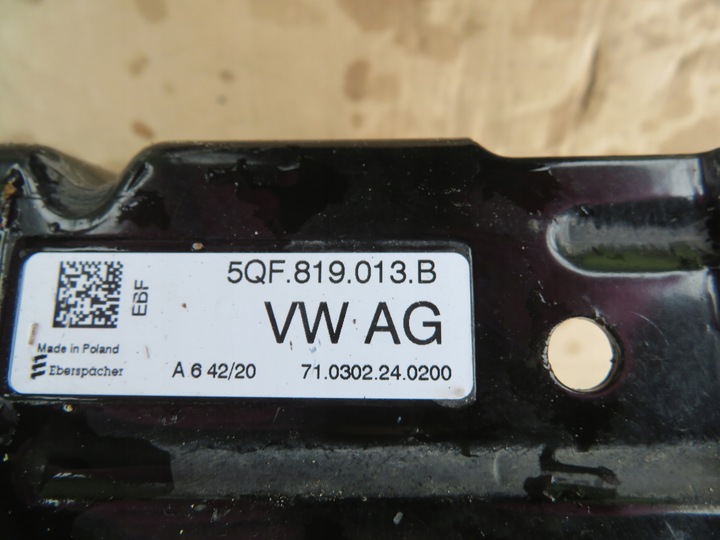 5QF.819.013.B
EBF
VW AG
Made in Poland
Eberspächer
A 6 42/20
71.0302.24.0200